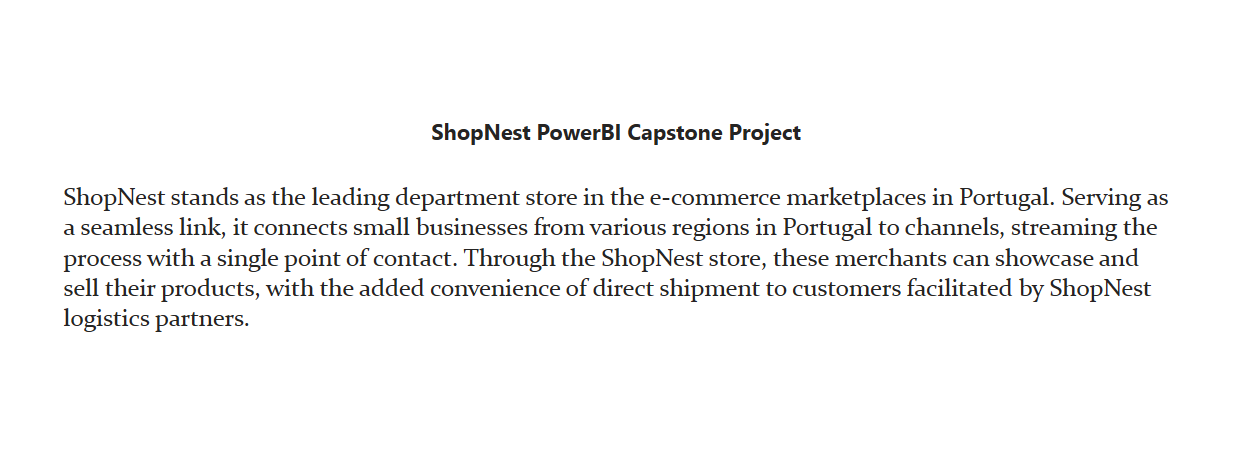 ShopNest PowerBI Capstone Project
ShopNest stands as the leading department store in the e-commerce marketplaces in Portugal. Serving as
a seamless link, it connects small businesses from various regions in Portugal to channels, streaming the
process with a single point of contact. Through the ShopNest store, these merchants can showcase and
sell their products, with the added convenience of direct shipment to customers facilitated by ShopNest
logistics partners.